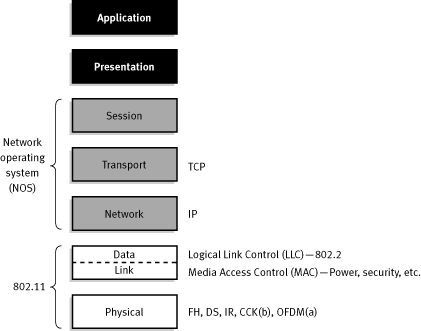 Application
Presentation
Session
Network
operating
system
(NOS)
Transport
TCP
Network
IP
Data
Logical Link Control (LLC)—802.2
Link
Media Access Control (MAC)—Power, security, etc.
802.11
Physical
FH, DS, IR, CCK(b), OFDM(a)